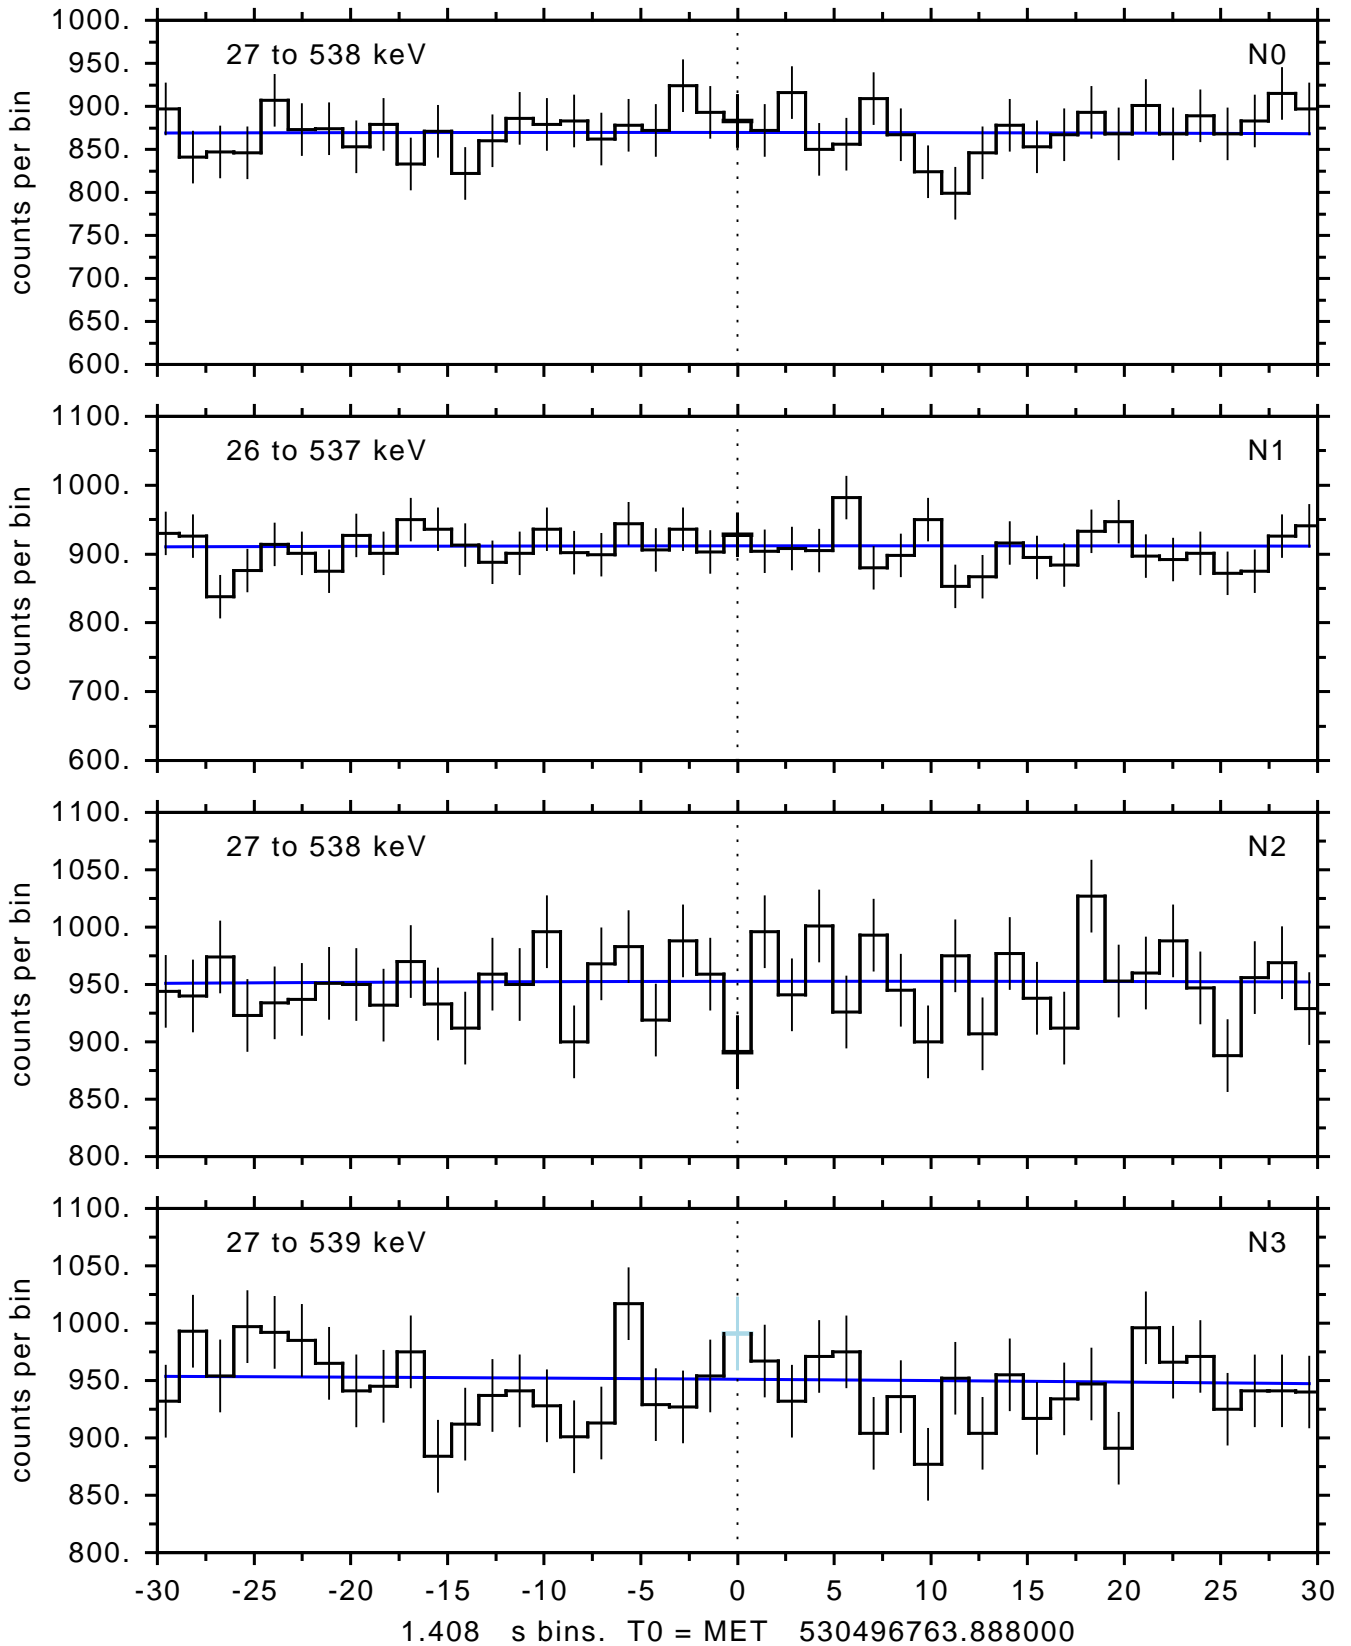 1000.
27 to 538 keV N0
950.
900.
850.
800.
750.
700.
650.
600.
counts per bin
1100.
26 to 537 keV N1
1000.
900.
800.
700.
600.
counts per bin
1100.
27 to 538 keV N2
1050.
1000.
950.
900.
850.
800.
counts per bin
1100.
27 to 539 keV N3
1050.
1000.
950.
900.
850.
800.
counts per bin
-30 -25 -20 -15 -10 -5 0 5 10 15 20 25 30
1.408 s bins. T0 = MET 530496763.888000